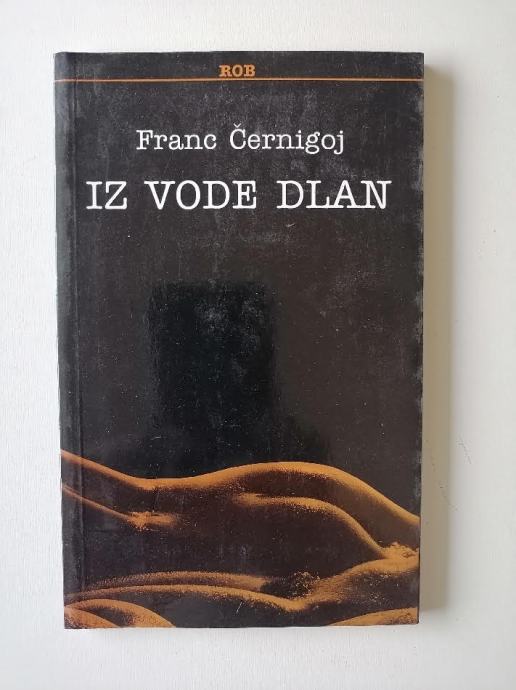 ROB
Franc Černigoj
IZ VODE DLAN